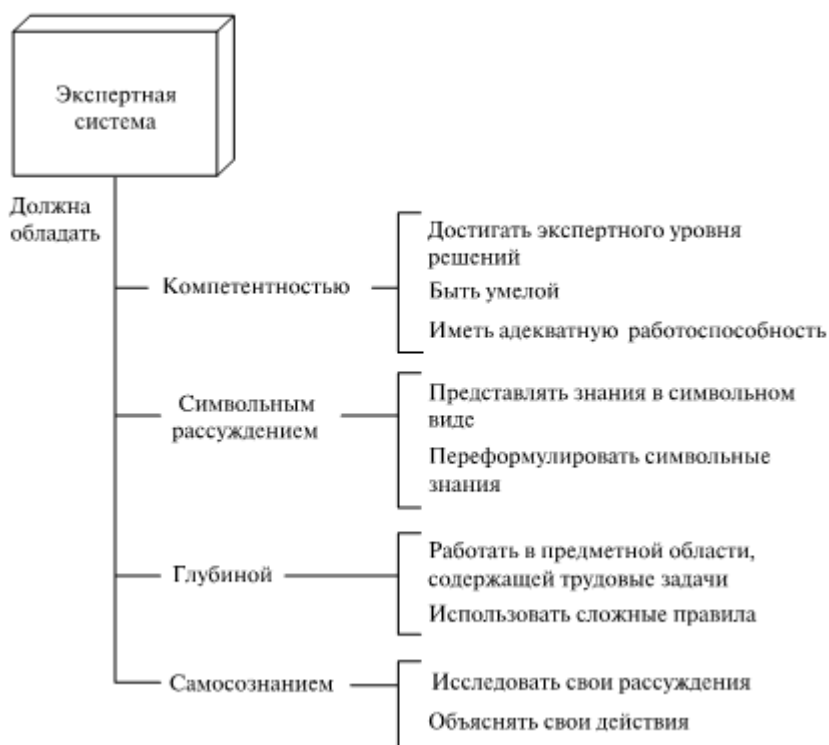 Экспертная
система
Должна
обладать
Компетентностью
Достигать экспертного уровня
решений
Быть умелой
Иметь адекватную работоспособность
Символьным
рассуждением
Представлять знания в символьном
виде
Переформулировать символьные
знания
Глубиной
Работать в предметной области,
содержащей трудовые задачи
Использовать сложные правила
Самосознанием
Исследовать свои рассуждения
Объяснять свои действия